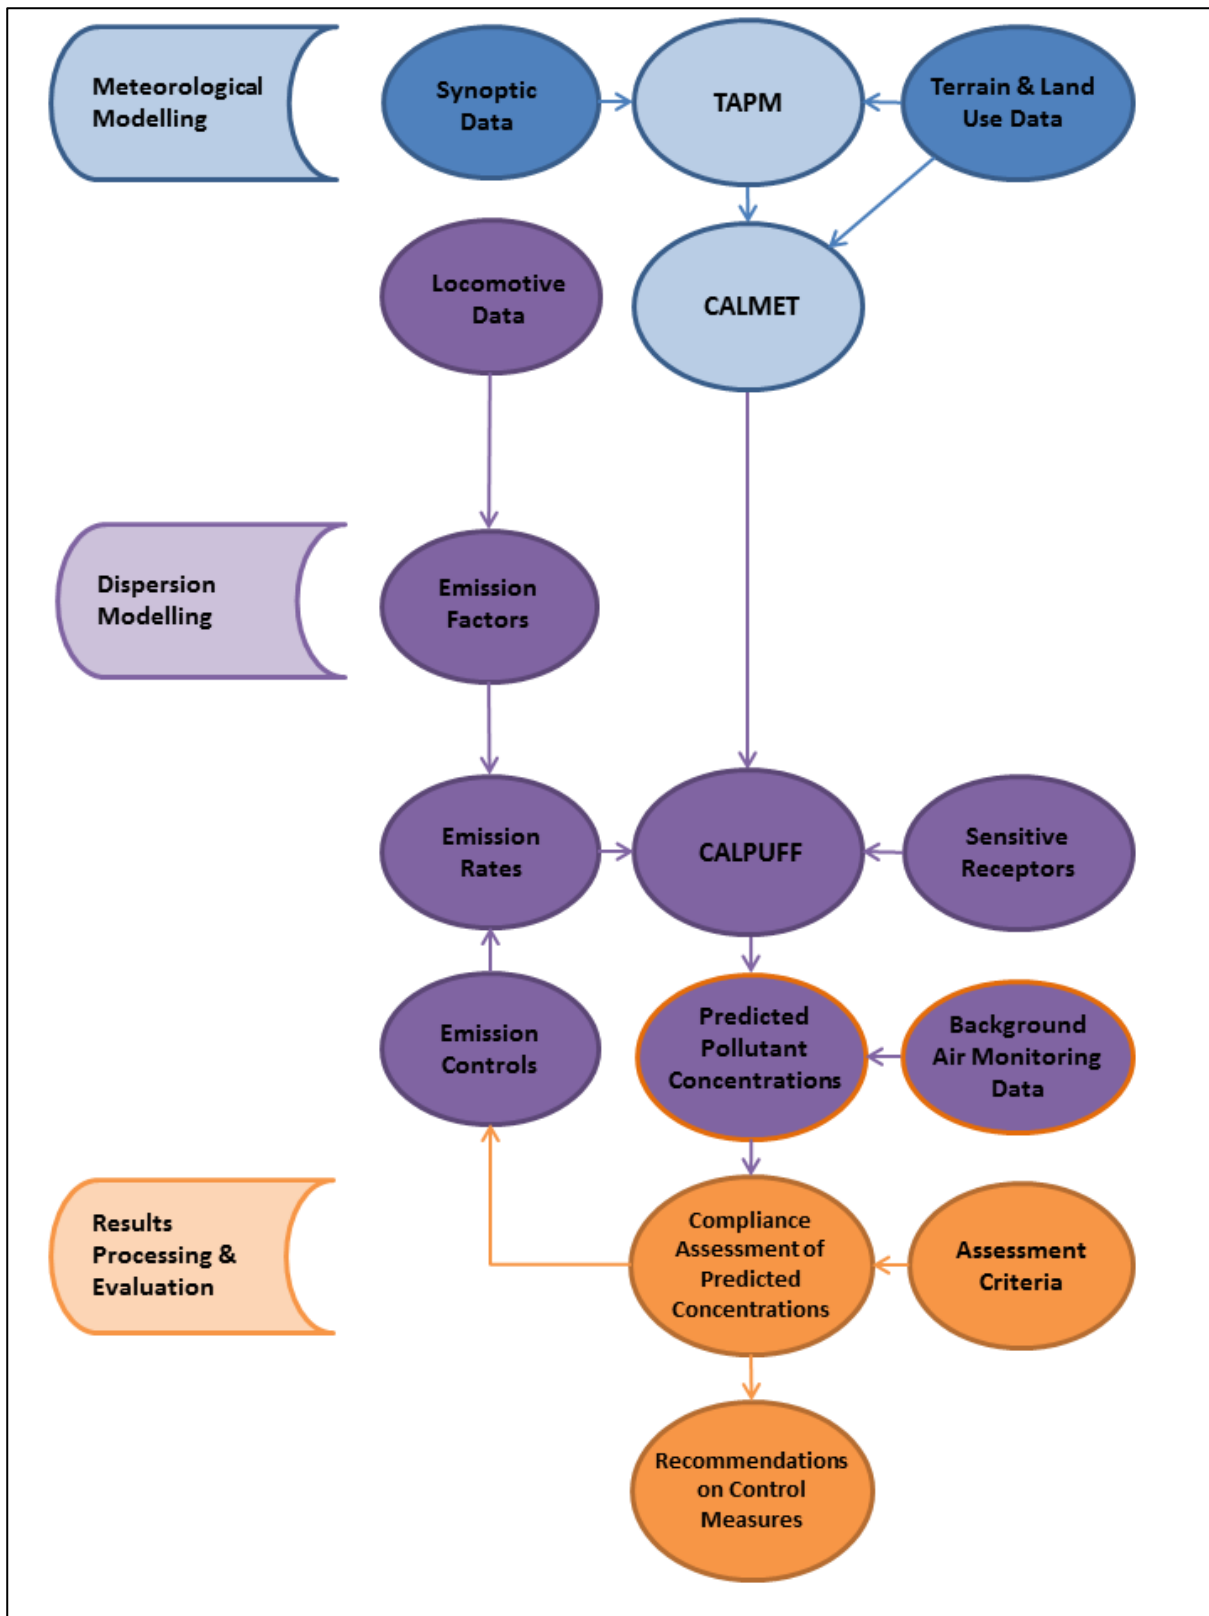 Meteorological
Modelling
Synoptic
Data
TAPM
Terrain & Land
Use Data
Locomotive
Data
CALMET
Dispersion
Modelling
Emission
Factors
Emission
Rates
CALPUFF
Sensitive
Receptors
Emission
Controls
Predicted
Pollutant
Concentrations
Background
Air Monitoring
Data
Results
Processing &
Evaluation
Compliance
Assessment of
Predicted
Concentrations
Assessment
Criteria
Recommendations
on Control
Measures